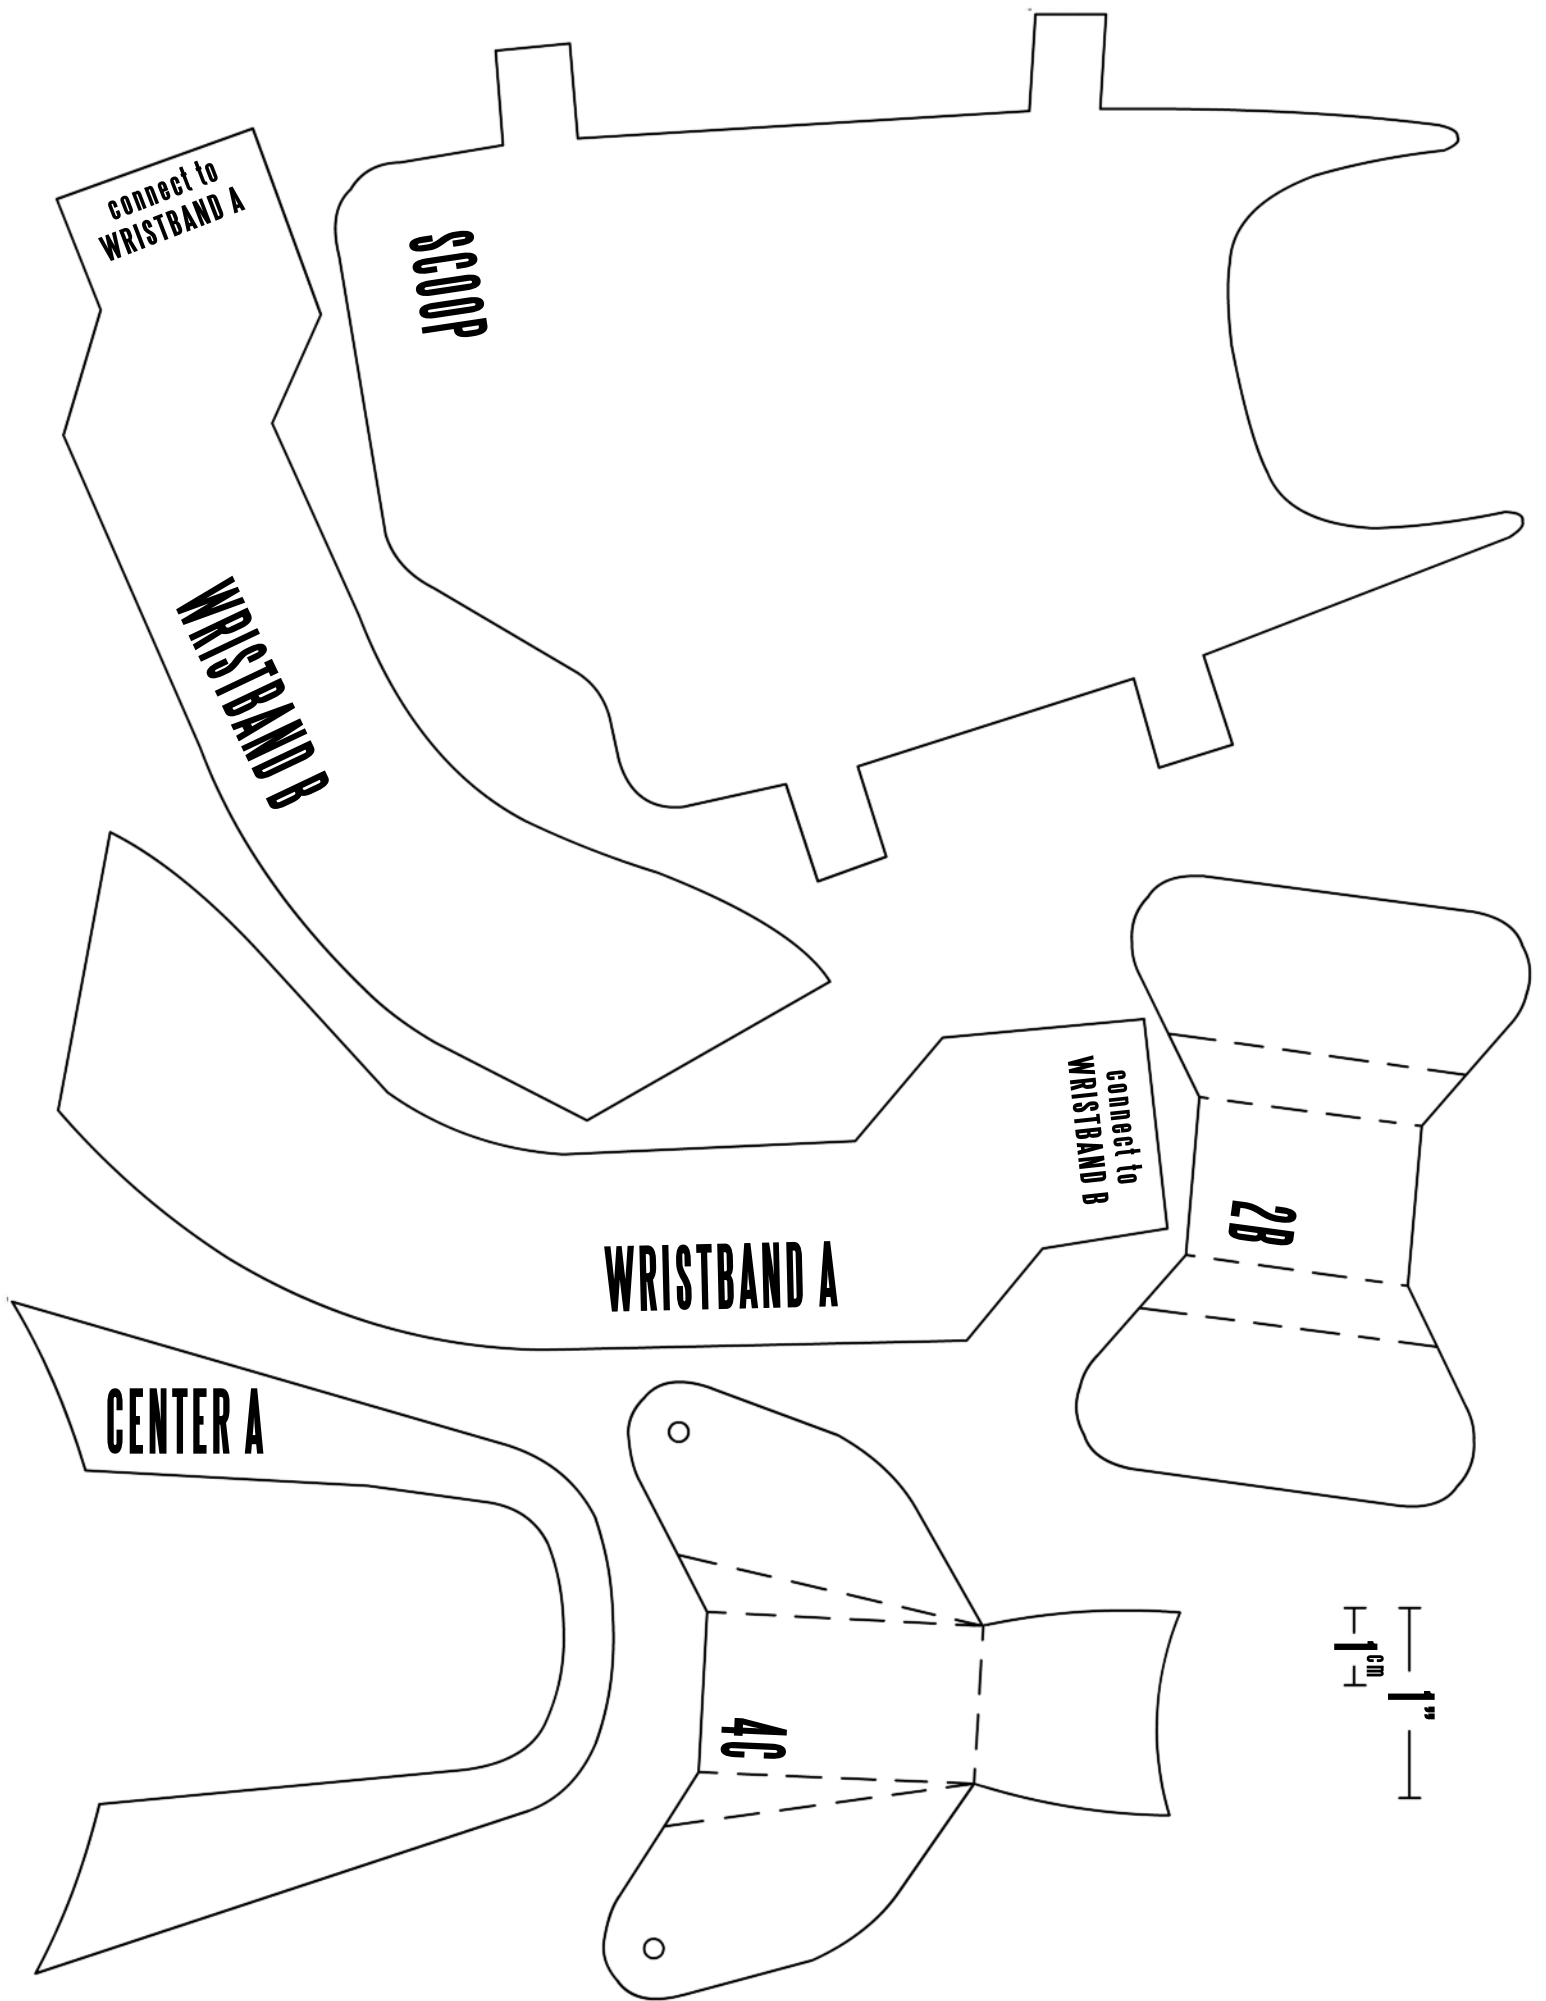 connect to
WRISTBAND A
SCOOP
WRISTBAND B
connect to
WRISTBAND B
2B
WRISTBAND A
CENTER A
4C
1cm
1”